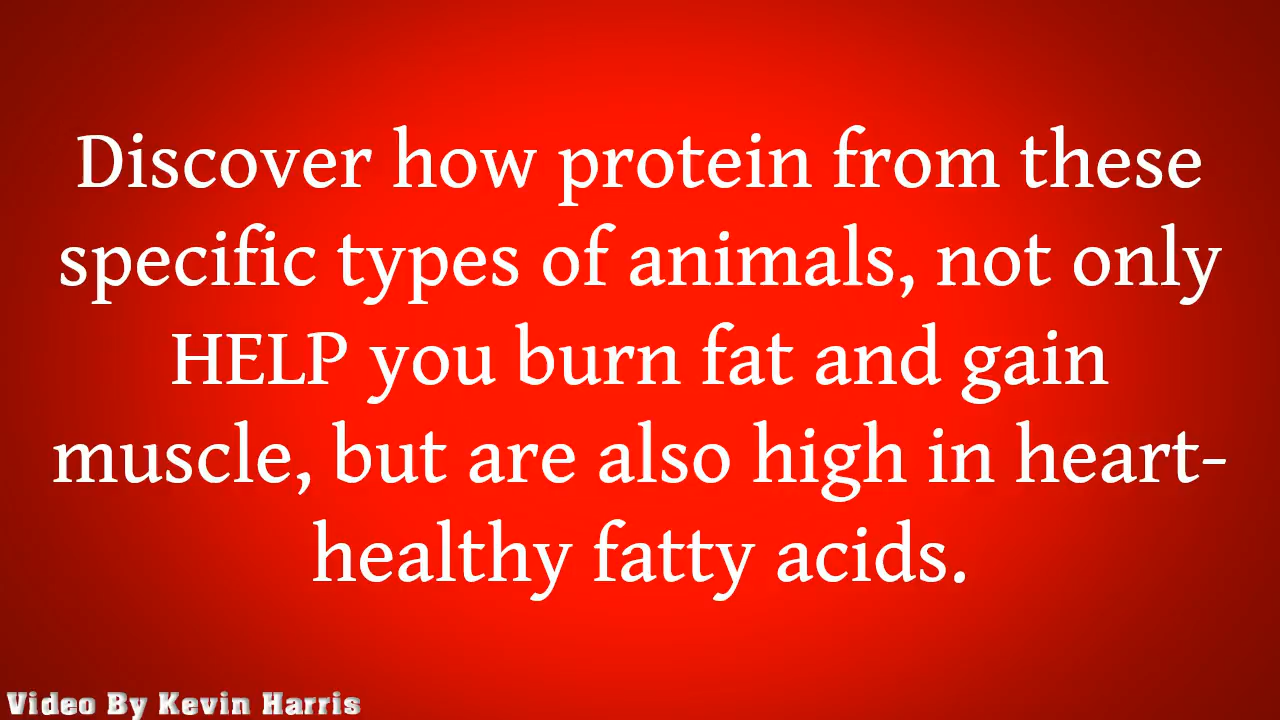 Discover how protein from these
specific types of animals, not only
HELP you burn fat and gain
muscle, but are also high in heart-
healthy fatty acids.
Video By Kevin Harris